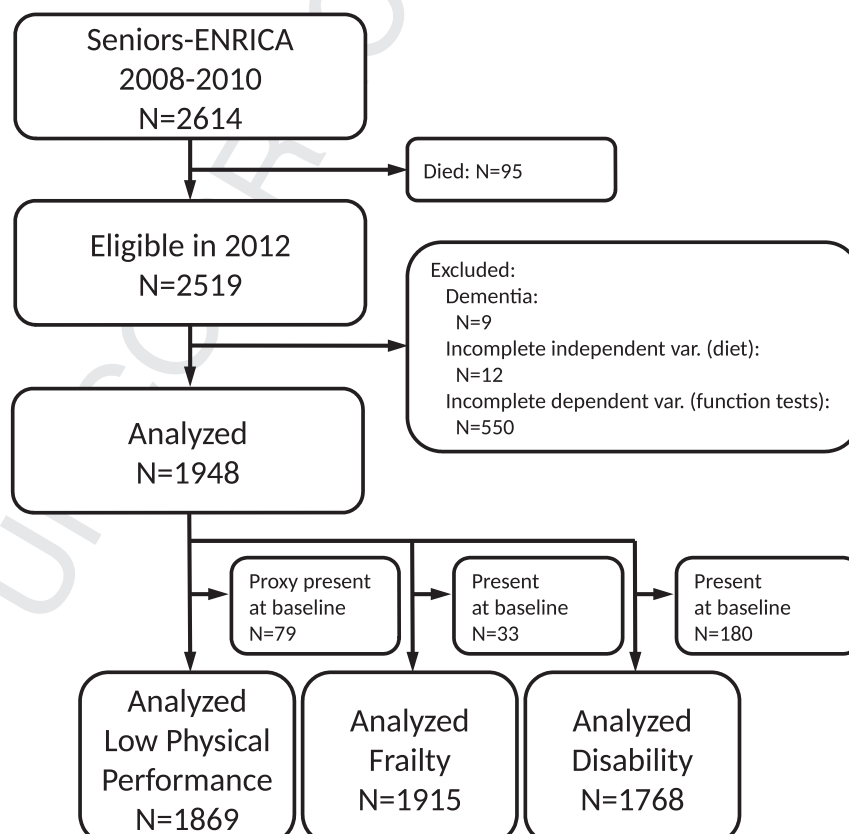 Seniors-ENRICA
2008-2010
N=2614
Died: N=95
Eligible in 2012
N=2519
Excluded:
Dementia:
N=9
Incomplete independent var. (diet):
N=12
Incomplete dependent var. (function tests):
N=550
Analyzed
N=1948
Proxy present
at baseline
N=79
Present
at baseline
N=33
Present
at baseline
N=180
Analyzed
Low Physical
Performance
N=1869
Analyzed
Frailty
N=1915
Analyzed
Disability
N=1768